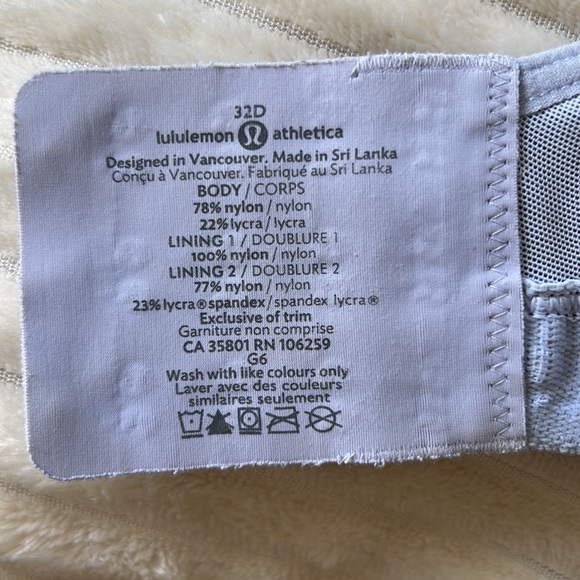 32D
lululemon athletica
Designed in Vancouver. Made in Sri Lanka
Conçu à Vancouver. Fabriqué au Sri Lanka
BODY / CORPS
78% nylon / nylon
22% lycra / lycra
LINING 1 / DOUBLURE 1
100% nylon / nylon
LINING 2 / DOUBLURE 2
77% nylon / nylon
23% lycra® spandex / spandex lycra®
Exclusive of trim
Garniture non comprise
CA 35801 RN 106259
G6
Wash with like colours only
Laver avec des couleurs
similaires seulement